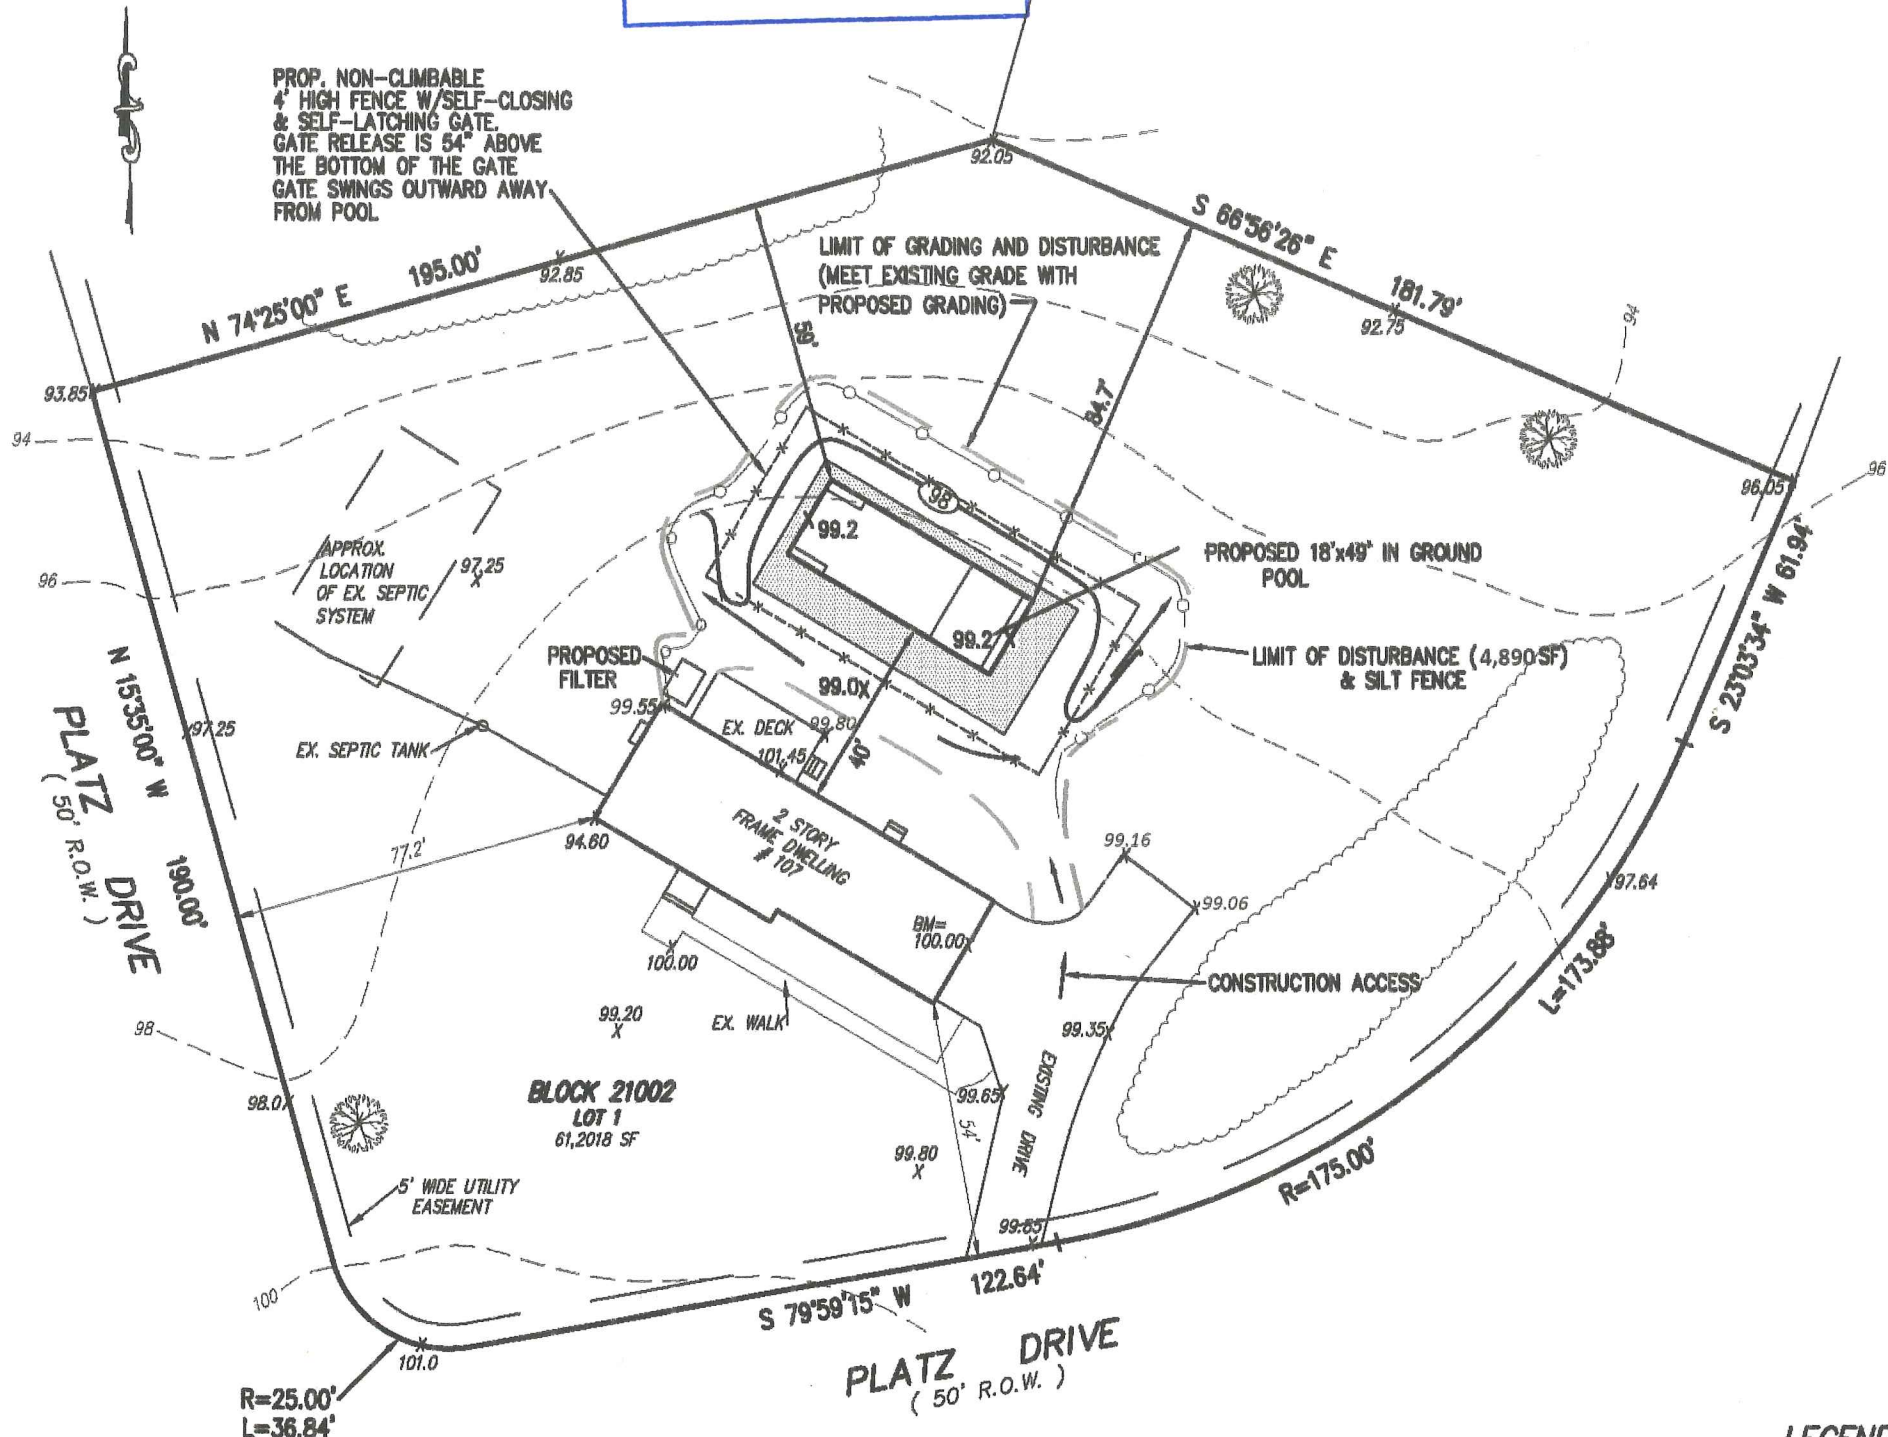 PROP. NON-CLIMBABLE
4' HIGH FENCE W/SELF-CLOSING
& SELF-LATCHING GATE.
GATE RELEASE IS 54" ABOVE
THE BOTTOM OF THE GATE
GATE SWINGS OUTWARD AWAY
FROM POOL
92.05
S 66°56'26" E
181.79'
LIMIT OF GRADING AND DISTURBANCE
(MEET EXISTING GRADE WITH
PROPOSED GRADING)
N 74°25'00" E
195.00'
92.85
92.75
94
59'
84.7'
93.85
94
96
96.05
98
99.2
PROPOSED 18'x49' IN GROUND
POOL
APPROX.
LOCATION
OF EX. SEPTIC
SYSTEM
97.25
X
96
S 23°03'34" W 61.94'
99.2
LIMIT OF DISTURBANCE (4,890 SF)
& SILT FENCE
PROPOSED
FILTER
99.0X
99.55
N 15°35'00" W
190.00'
97.25
EX. DECK
99.80
101.45
40'
EX. SEPTIC TANK
PLATZ DRIVE
( 50' R.O.W. )
2 STORY
FRAME DWELLING
# 107
94.60
77.2'
99.16
97.64
99.06
BM=
100.00
100.00
L=173.88'
CONSTRUCTION ACCESS
99.20
X
EX. WALK
99.35
98
EXISTING DRIVE
BLOCK 21002
LOT 1
61,2018 SF
99.65
98.0
54'
99.80
X
R=175.00'
5' WIDE UTILITY
EASEMENT
99.85
100
122.64'
S 79°59'15" W
101.0
PLATZ DRIVE
( 50' R.O.W. )
R=25.00'
L=36.84'
LEGEN